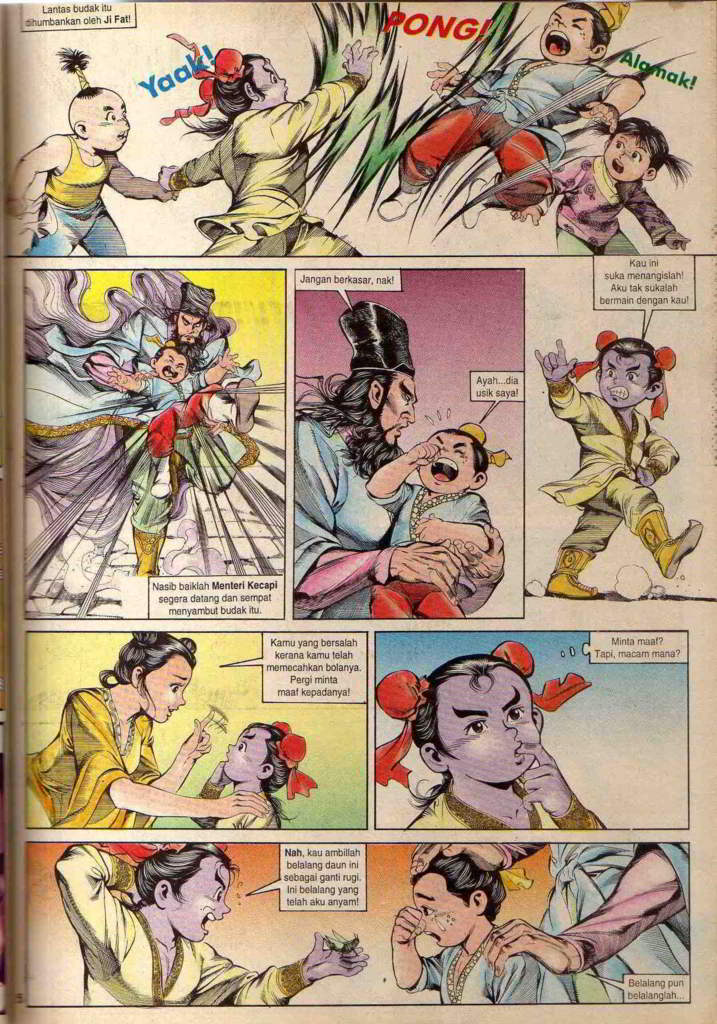 Lantas budak itu
dihumbankan oleh Ji Fat!
Yaak!
PONG!
Alamak!
Nasib baiklah Menteri Kecapi
segera datang dan sempat
menyambut budak itu.
Jangan berkasar, nak!
Ayah...dia
usik saya!
Kau ini
suka menangislah!
Aku tak sukalah
bermain dengan kau!
Kamu yang bersalah
kerana kamu telah
memecahkan bolanya.
Pergi minta
maaf kepadanya!
Minta maaf?
Tapi, macam mana?
Nah, kau ambillah
belalang daun ini
sebagai ganti rugi.
Ini belalang yang
telah aku anyam!
Belalang pun
belalanglah...